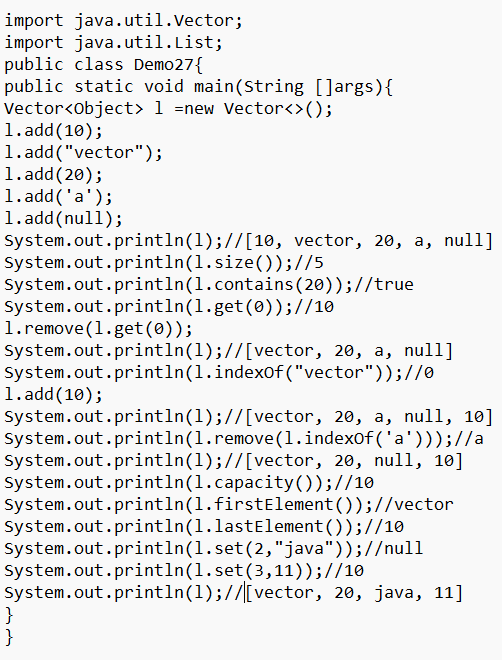 import java.util.Vector;
import java.util.List;
public class Demo27{
public static void main(String []args){
Vector<Object> l =new Vector<>();
l.add(10);
l.add("vector");
l.add(20);
l.add('a');
l.add(null);
System.out.println(l);//[10, vector, 20, a, null]
System.out.println(l.size());//5
System.out.println(l.contains(20));//true
System.out.println(l.get(0));//10
l.remove(l.get(0));
System.out.println(l);//[vector, 20, a, null]
System.out.println(l.indexOf("vector"));//0
l.add(10);
System.out.println(l);//[vector, 20, a, null, 10]
System.out.println(l.remove(l.indexOf('a')));//a
System.out.println(l);//[vector, 20, null, 10]
System.out.println(l.capacity());//10
System.out.println(l.firstElement());//vector
System.out.println(l.lastElement());//10
System.out.println(l.set(2,"java"));//null
System.out.println(l.set(3,11));//10
System.out.println(l);//[vector, 20, java, 11]
}
}